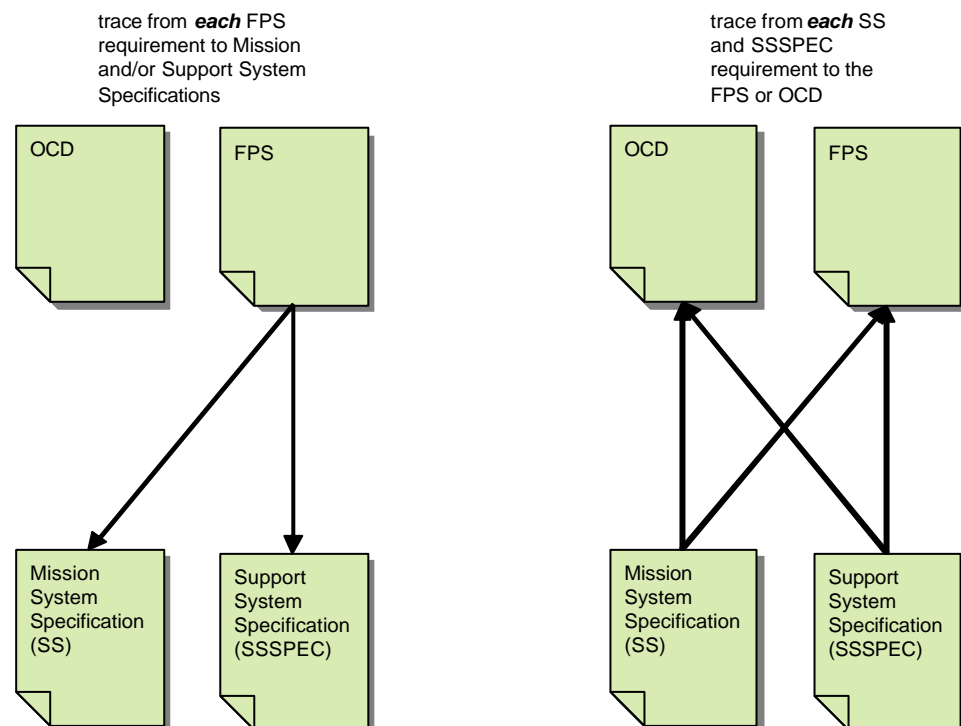 trace from each FPS
requirement to Mission
and/or Support System
Specifications
trace from each SS
and SSSPEC
requirement to the
FPS or OCD
OCD
FPS
OCD
FPS
Mission
System
Specification
(SS)
Support
System
Specification
(SSSPEC)
Mission
System
Specification
(SS)
Support
System
Specification
(SSSPEC)